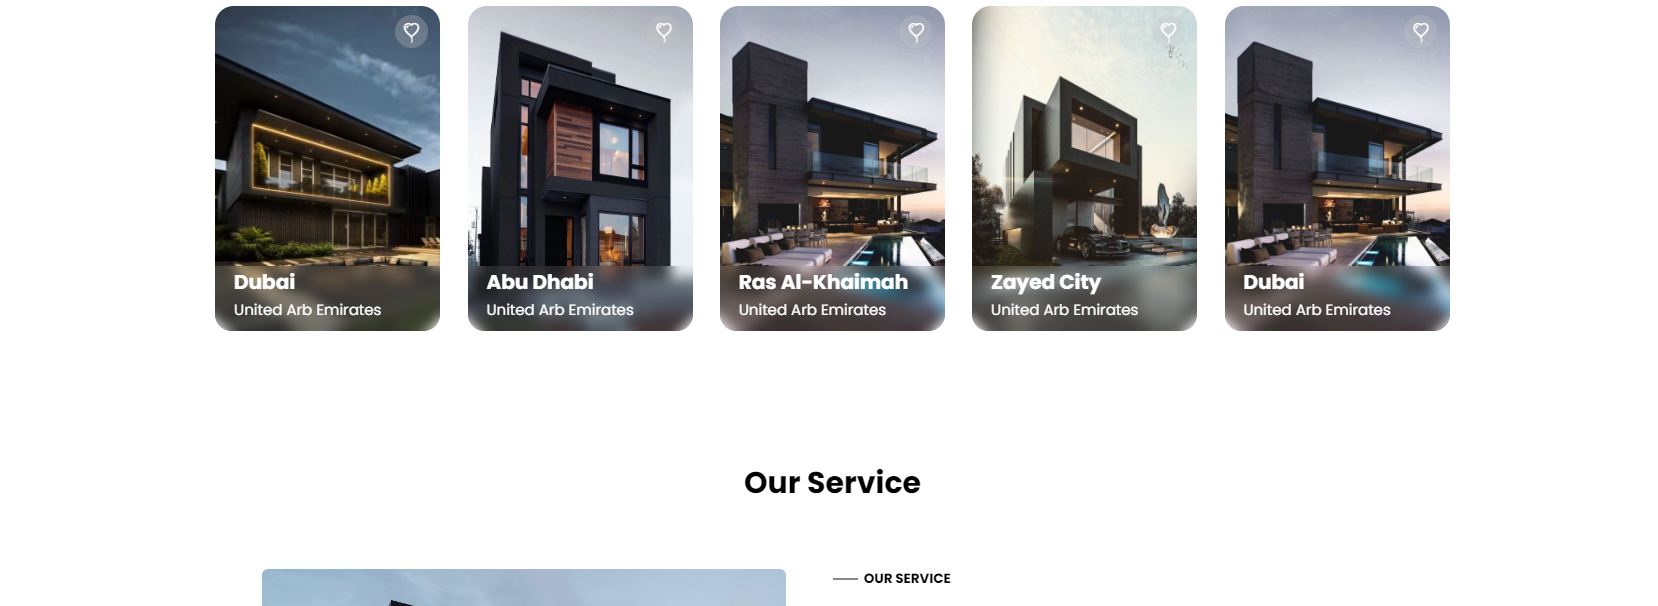 Dubai
United Arb Emirates
Abu Dhabi
United Arb Emirates
Ras Al-Khaimah
United Arb Emirates
Zayed City
United Arb Emirates
Dubai
United Arb Emirates
Our Service
OUR SERVICE